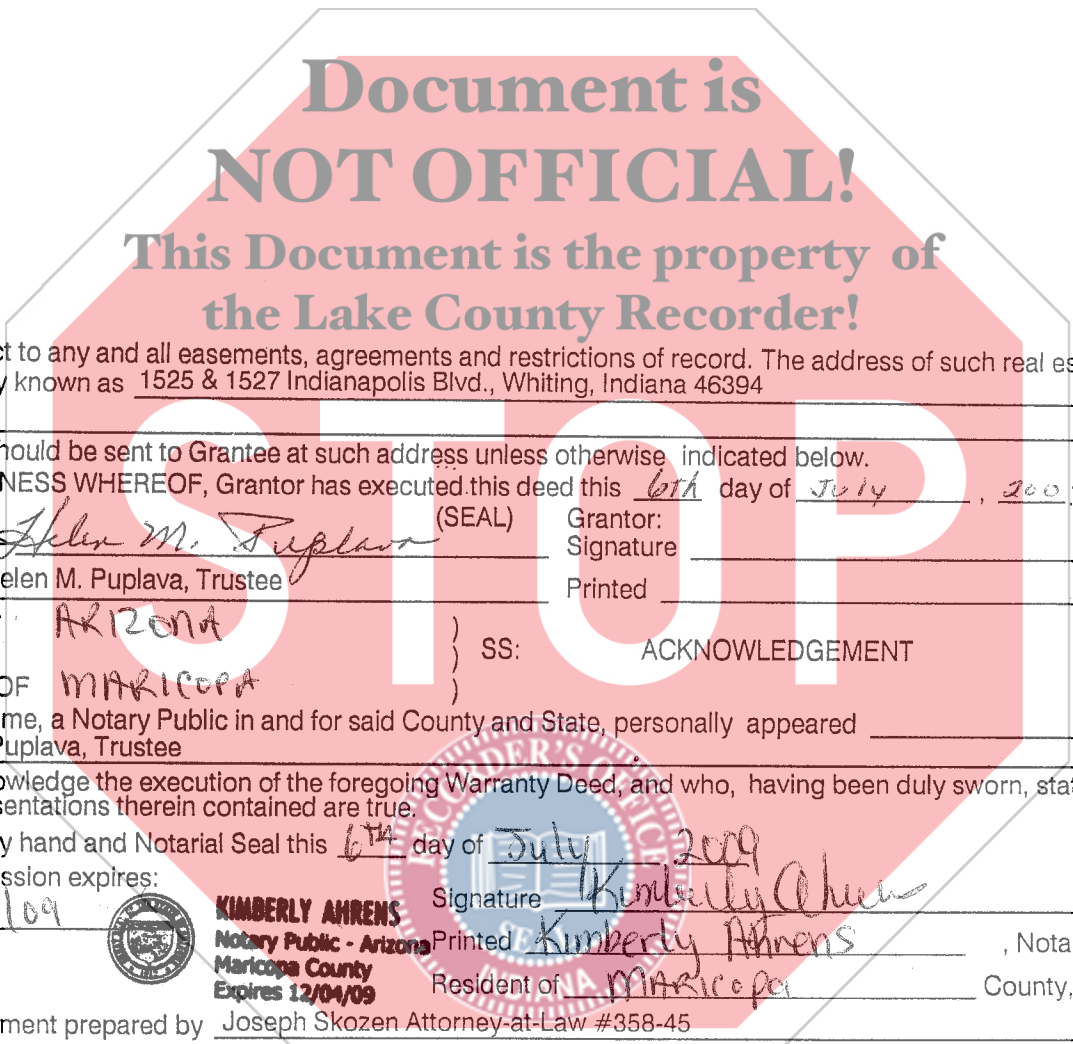 Document is
NOT OFFICIAL!
This Document is the property of
the Lake County Recorder!
STOP
t to any and all easements, agreements and restrictions of record. The address of such real es
y known as 1525 & 1527 Indianapolis Blvd., Whiting, Indiana 46394
hould be sent to Grantee at such address unless otherwise indicated below.
NESS WHEREOF, Grantor has executed this deed this 6th day of July , 200
Helen M. Puplava (SEAL) Grantor:
Signature
elen M. Puplava, Trustee Printed
ARIZONA
) SS: ACKNOWLEDGEMENT
OF MARICOPA )
me, a Notary Public in and for said County and State, personally appeared
Puplava, Trustee
owledge the execution of the foregoing Warranty Deed, and who, having been duly sworn, sta
sentations therein contained are true.
y hand and Notarial Seal this 6TH day of July 2009
ssion expires:
/09
Signature Kimberly Ahrens
KIMBERLY AHRENS
Notary Public - Arizona
Maricopa County
Expires 12/04/09
Printed Kimberly Ahrens , Nota
Resident of Maricopa County,
RECORDER'S OFFICE
SEAL
INDIANA
ment prepared by Joseph Skozen Attorney-at-Law #358-45